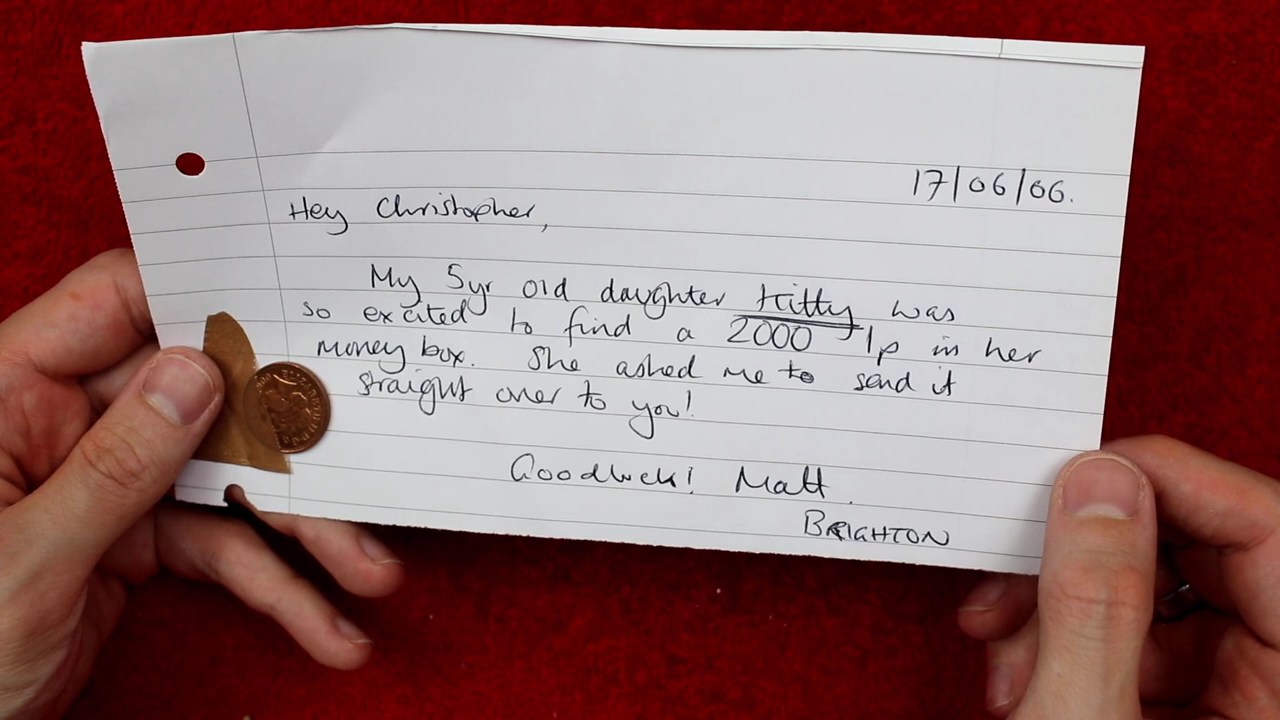 17/06/06.
Hey Christopher,
My 5yr old daughter Kitty was
so excited to find a 2000 1p in her
money box. She asked me to send it
straight over to you!
Goodluck! Matt.
BRIGHTON